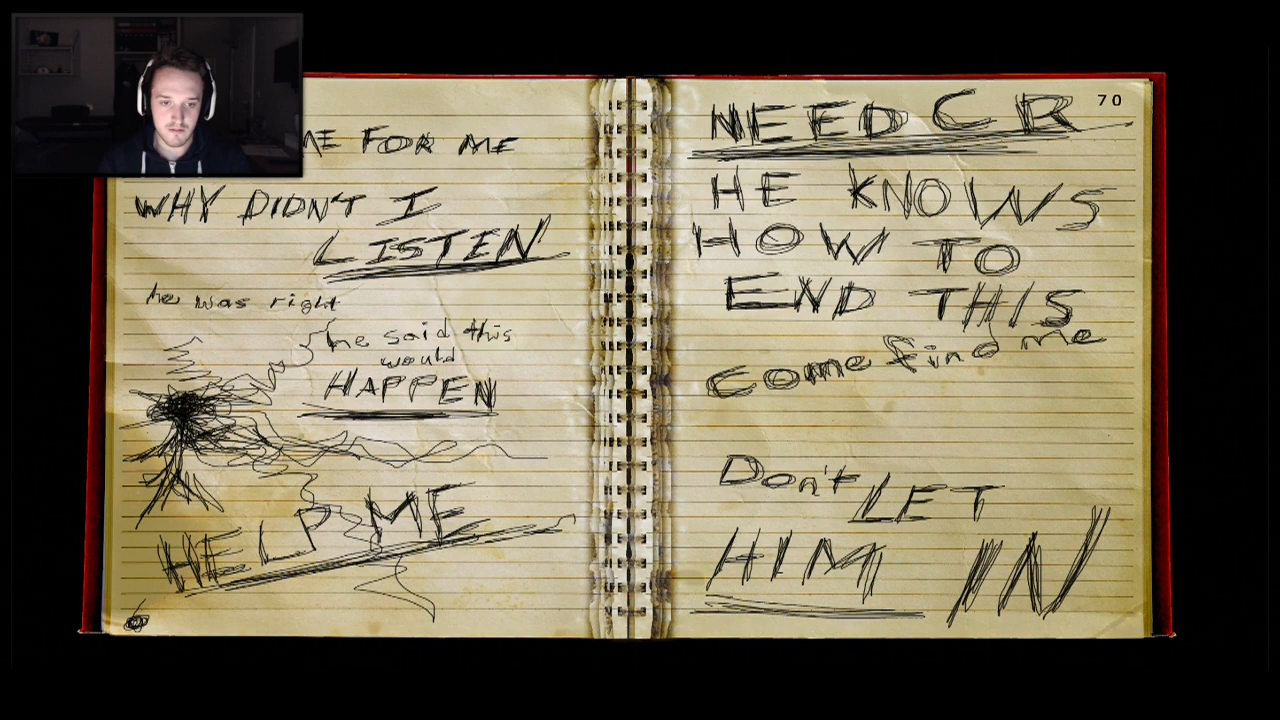 FOR ME
WHY DIDN'T I
LISTEN
he was right
he said this
would
HAPPEN
HELP ME
70
NEED CR
HE KNOWS
HOW TO
END THIS
come find me
Don't LET
HIM IN